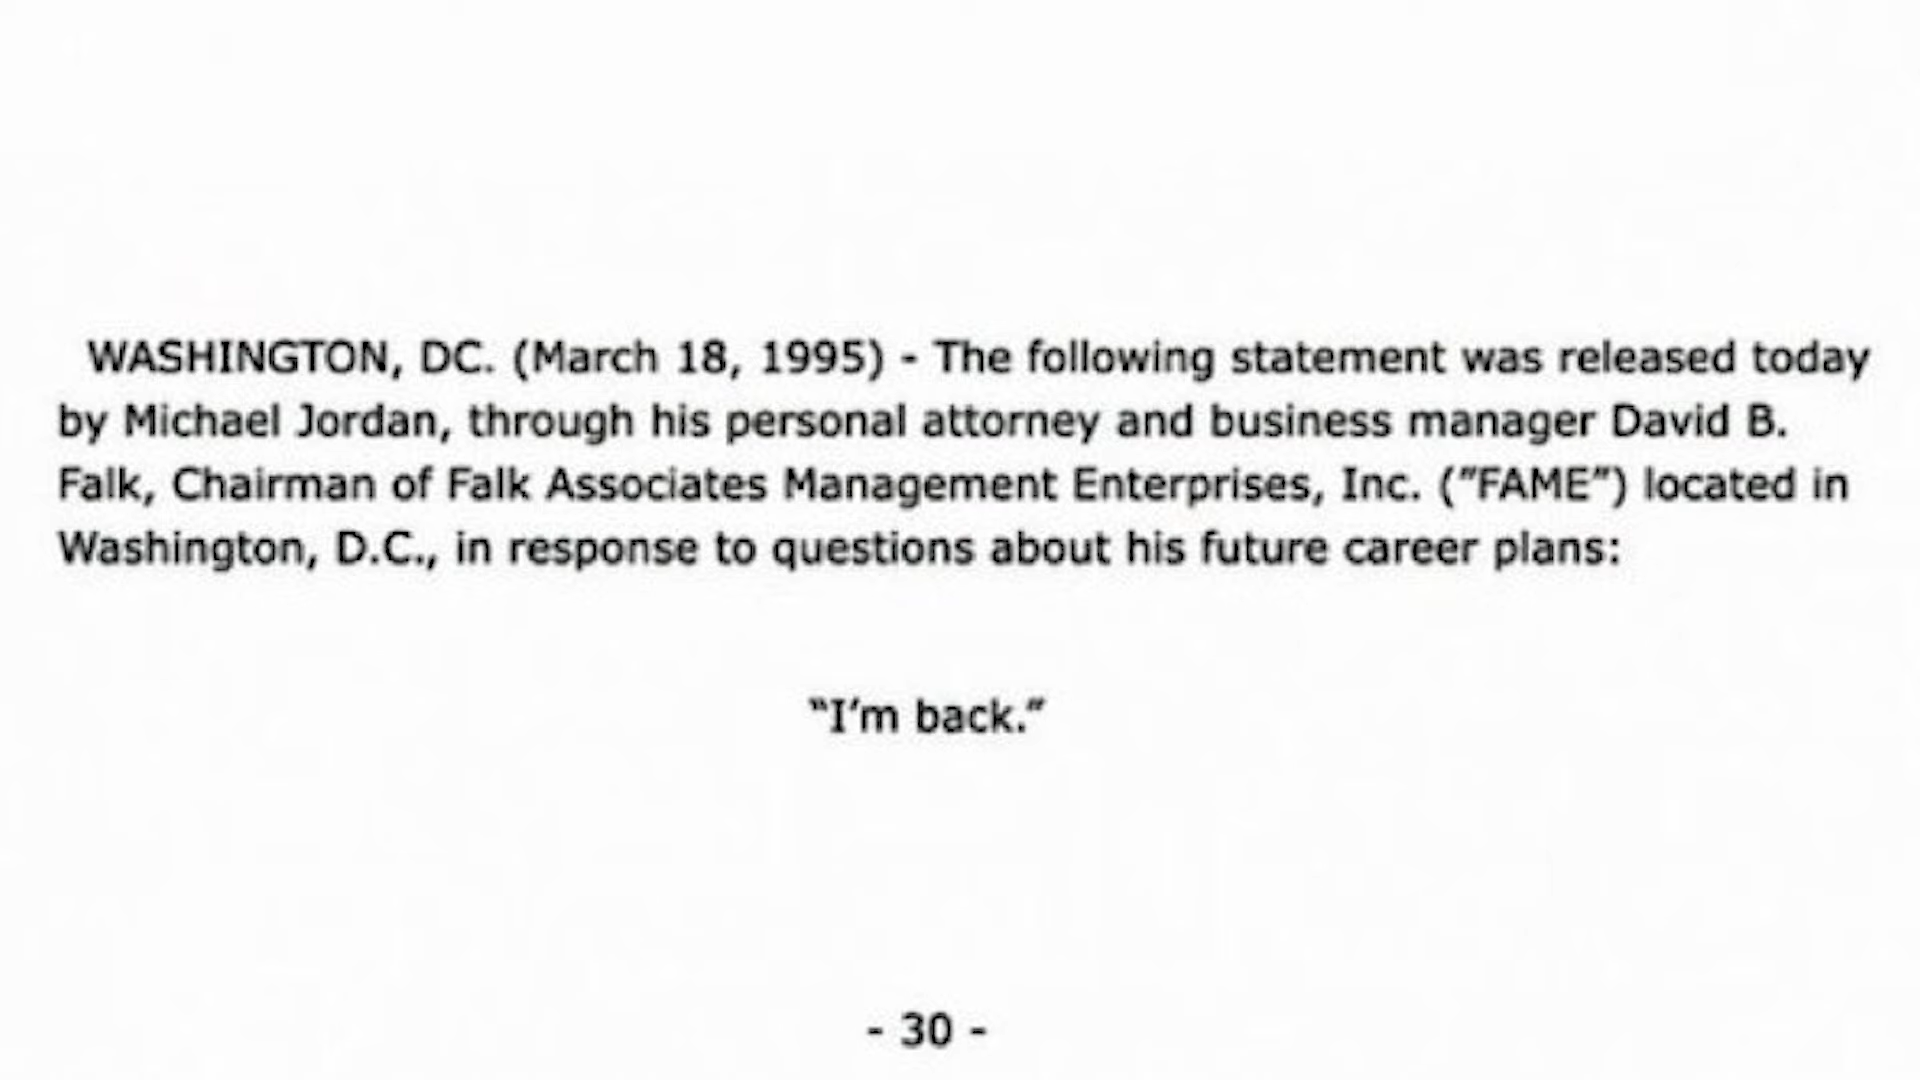 WASHINGTON, DC. (March 18, 1995) - The following statement was released today
by Michael Jordan, through his personal attorney and business manager David B.
Falk, Chairman of Falk Associates Management Enterprises, Inc. (”FAME”) located in
Washington, D.C., in response to questions about his future career plans:
“I’m back.”
- 30 -